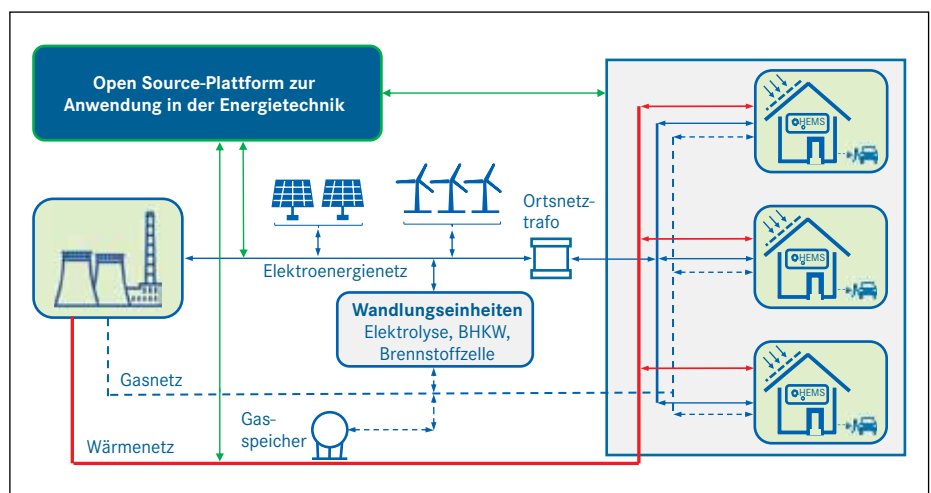 Open Source-Plattform zur
Anwendung in der Energietechnik
HEMS
Ortsnetz-
trafo
Elektroenergienetz
HEMS
Wandlungseinheiten
Elektrolyse, BHKW,
Brennstoffzelle
Gasnetz
HEMS
Gas-
speicher
Wärmenetz